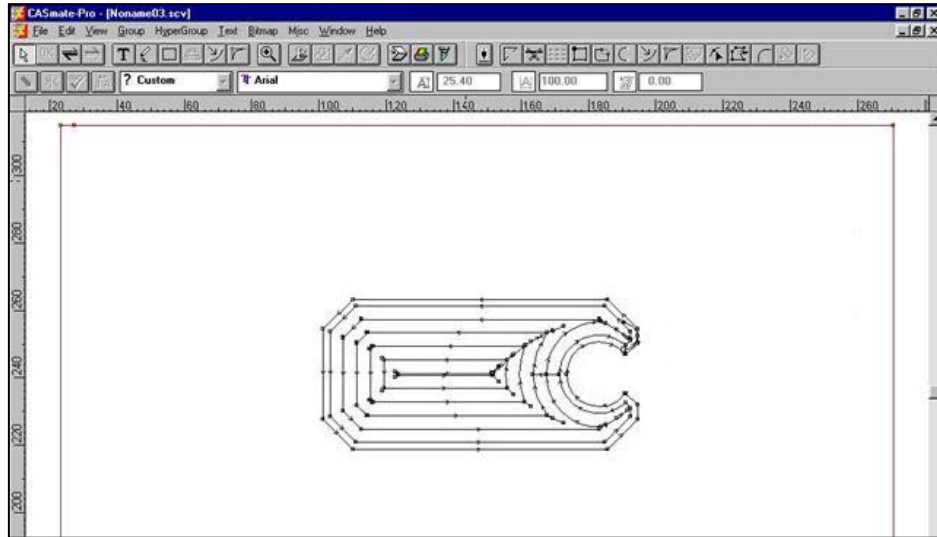 CASmate-Pro - [Noname03.scv]
File Edit View Group HyperGroup Text Bitmap Misc Window Help
? Custom Arial 25.40 100.00 0.00
20 40 60 80 100 120 140 160 180 200 220 240 260
300
280
260
240
220
200